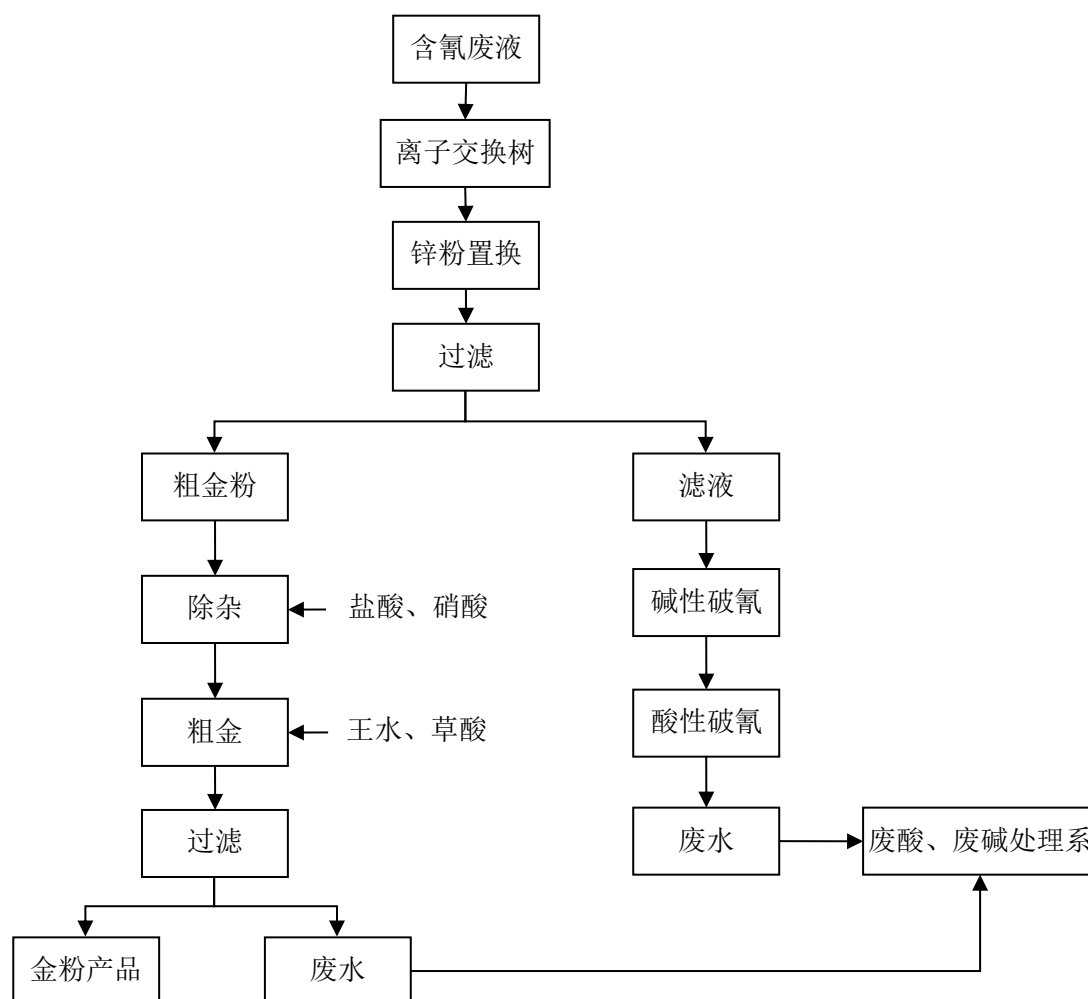 含氰废液
离子交换树
锌粉置换
过滤
粗金粉
滤液
除杂
盐酸、硝酸
碱性破氰
粗金
王水、草酸
酸性破氰
过滤
废水
废酸、废碱处理系
金粉产品
废水